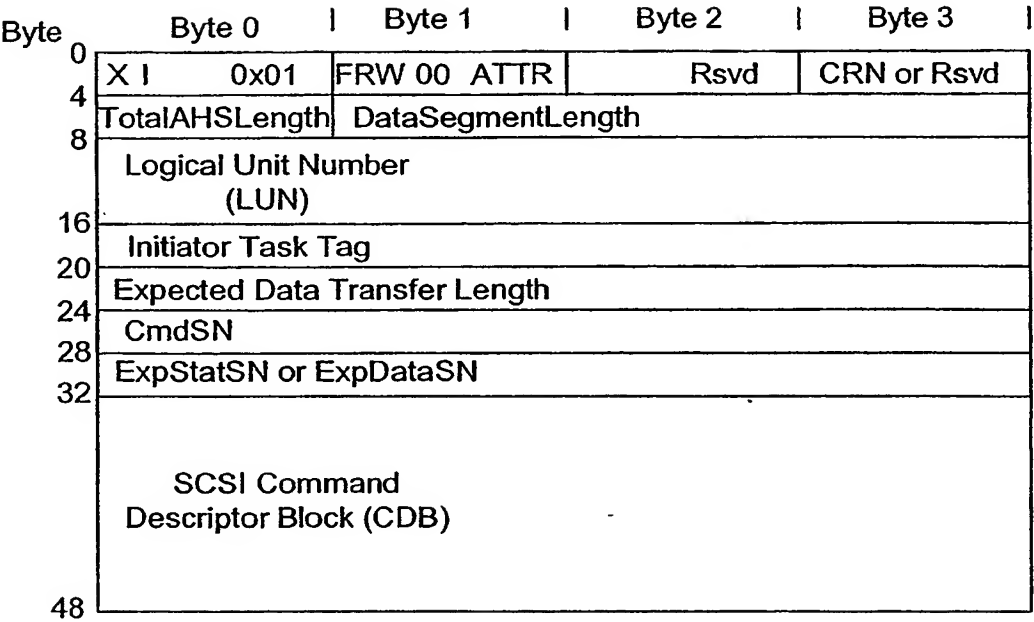 Byte Byte 0 | Byte 1 | Byte 2 | Byte 3 |
0
X I 0x01 FRW 00 ATTR Rsvd CRN or Rsvd
4
TotalAHSLength DataSegmentLength
8
Logical Unit Number
(LUN)
16
Initiator Task Tag
20
Expected Data Transfer Length
24
CmdSN
28
ExpStatSN or ExpDataSN
32
SCSI Command
Descriptor Block (CDB)
48